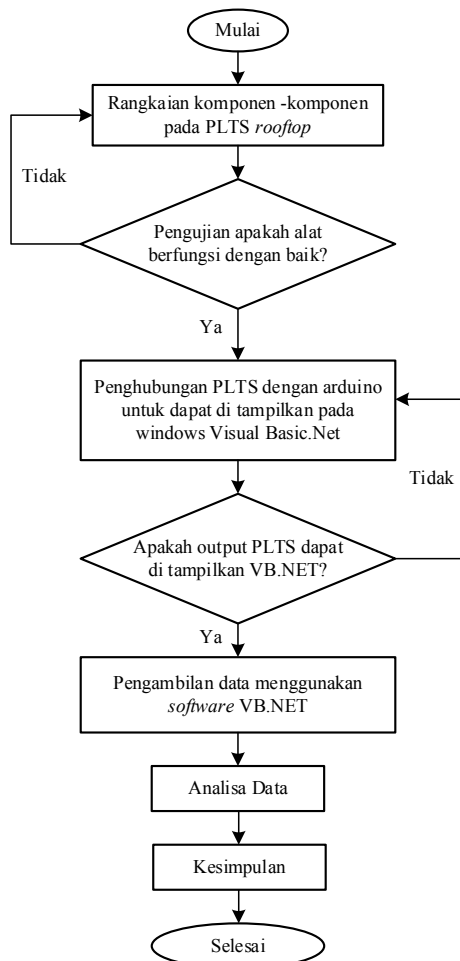 Mulai
Rangkaian komponen -komponen
pada PLTS rooftop
Tidak
Pengujian apakah alat
berfungsi dengan baik?
Ya
Penghubungan PLTS dengan arduino
untuk dapat di tampilkan pada
windows Visual Basic.Net
Tidak
Apakah output PLTS dapat
di tampilkan VB.NET?
Ya
Pengambilan data menggunakan
software VB.NET
Analisa Data
Kesimpulan
Selesai